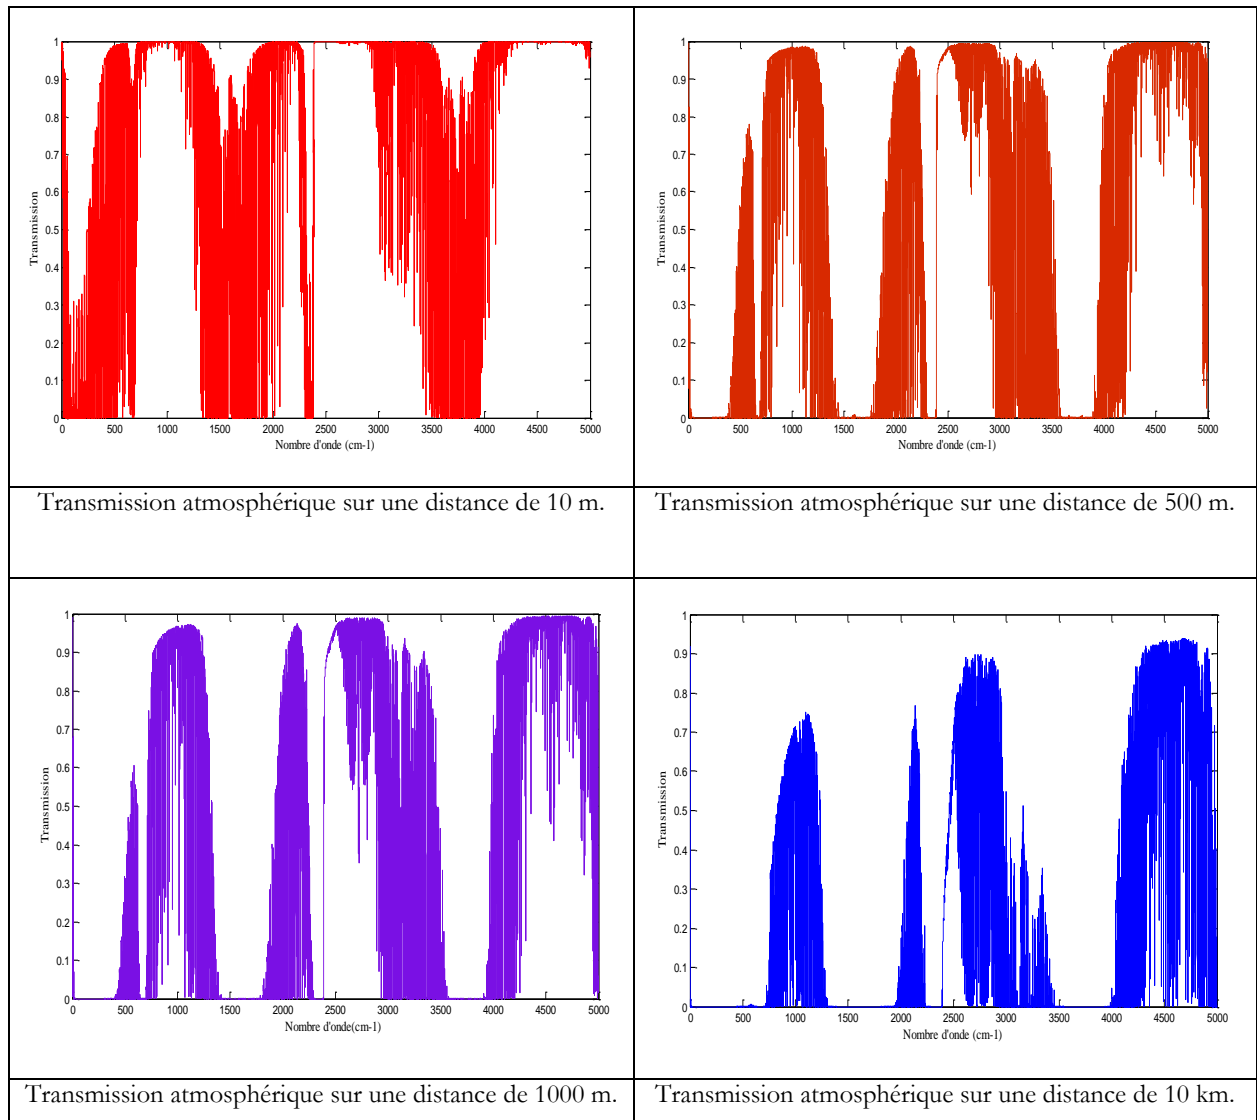 1
0.9
0.8
0.7
0.6
0.5
0.4
0.3
0.2
0.1
0
Transmission
0 500 1000 1500 2000 2500 3000 3500 4000 4500 5000
Nombre d'onde (cm-1)
Transmission atmosphérique sur une distance de 10 m.
1
0.9
0.8
0.7
0.6
0.5
0.4
0.3
0.2
0.1
0
Transmission
0 500 1000 1500 2000 2500 3000 3500 4000 4500 5000
Nombre d'onde (cm-1)
Transmission atmosphérique sur une distance de 500 m.
1
0.9
0.8
0.7
0.6
0.5
0.4
0.3
0.2
0.1
0
Transmission
0 500 1000 1500 2000 2500 3000 3500 4000 4500 5000
Nombre d'onde(cm-1)
Transmission atmosphérique sur une distance de 1000 m.
1
0.9
0.8
0.7
0.6
0.5
0.4
0.3
0.2
0.1
0
Transmission
0 500 1000 1500 2000 2500 3000 3500 4000 4500 5000
Nombre d'onde (cm-1)
Transmission atmosphérique sur une distance de 10 km.